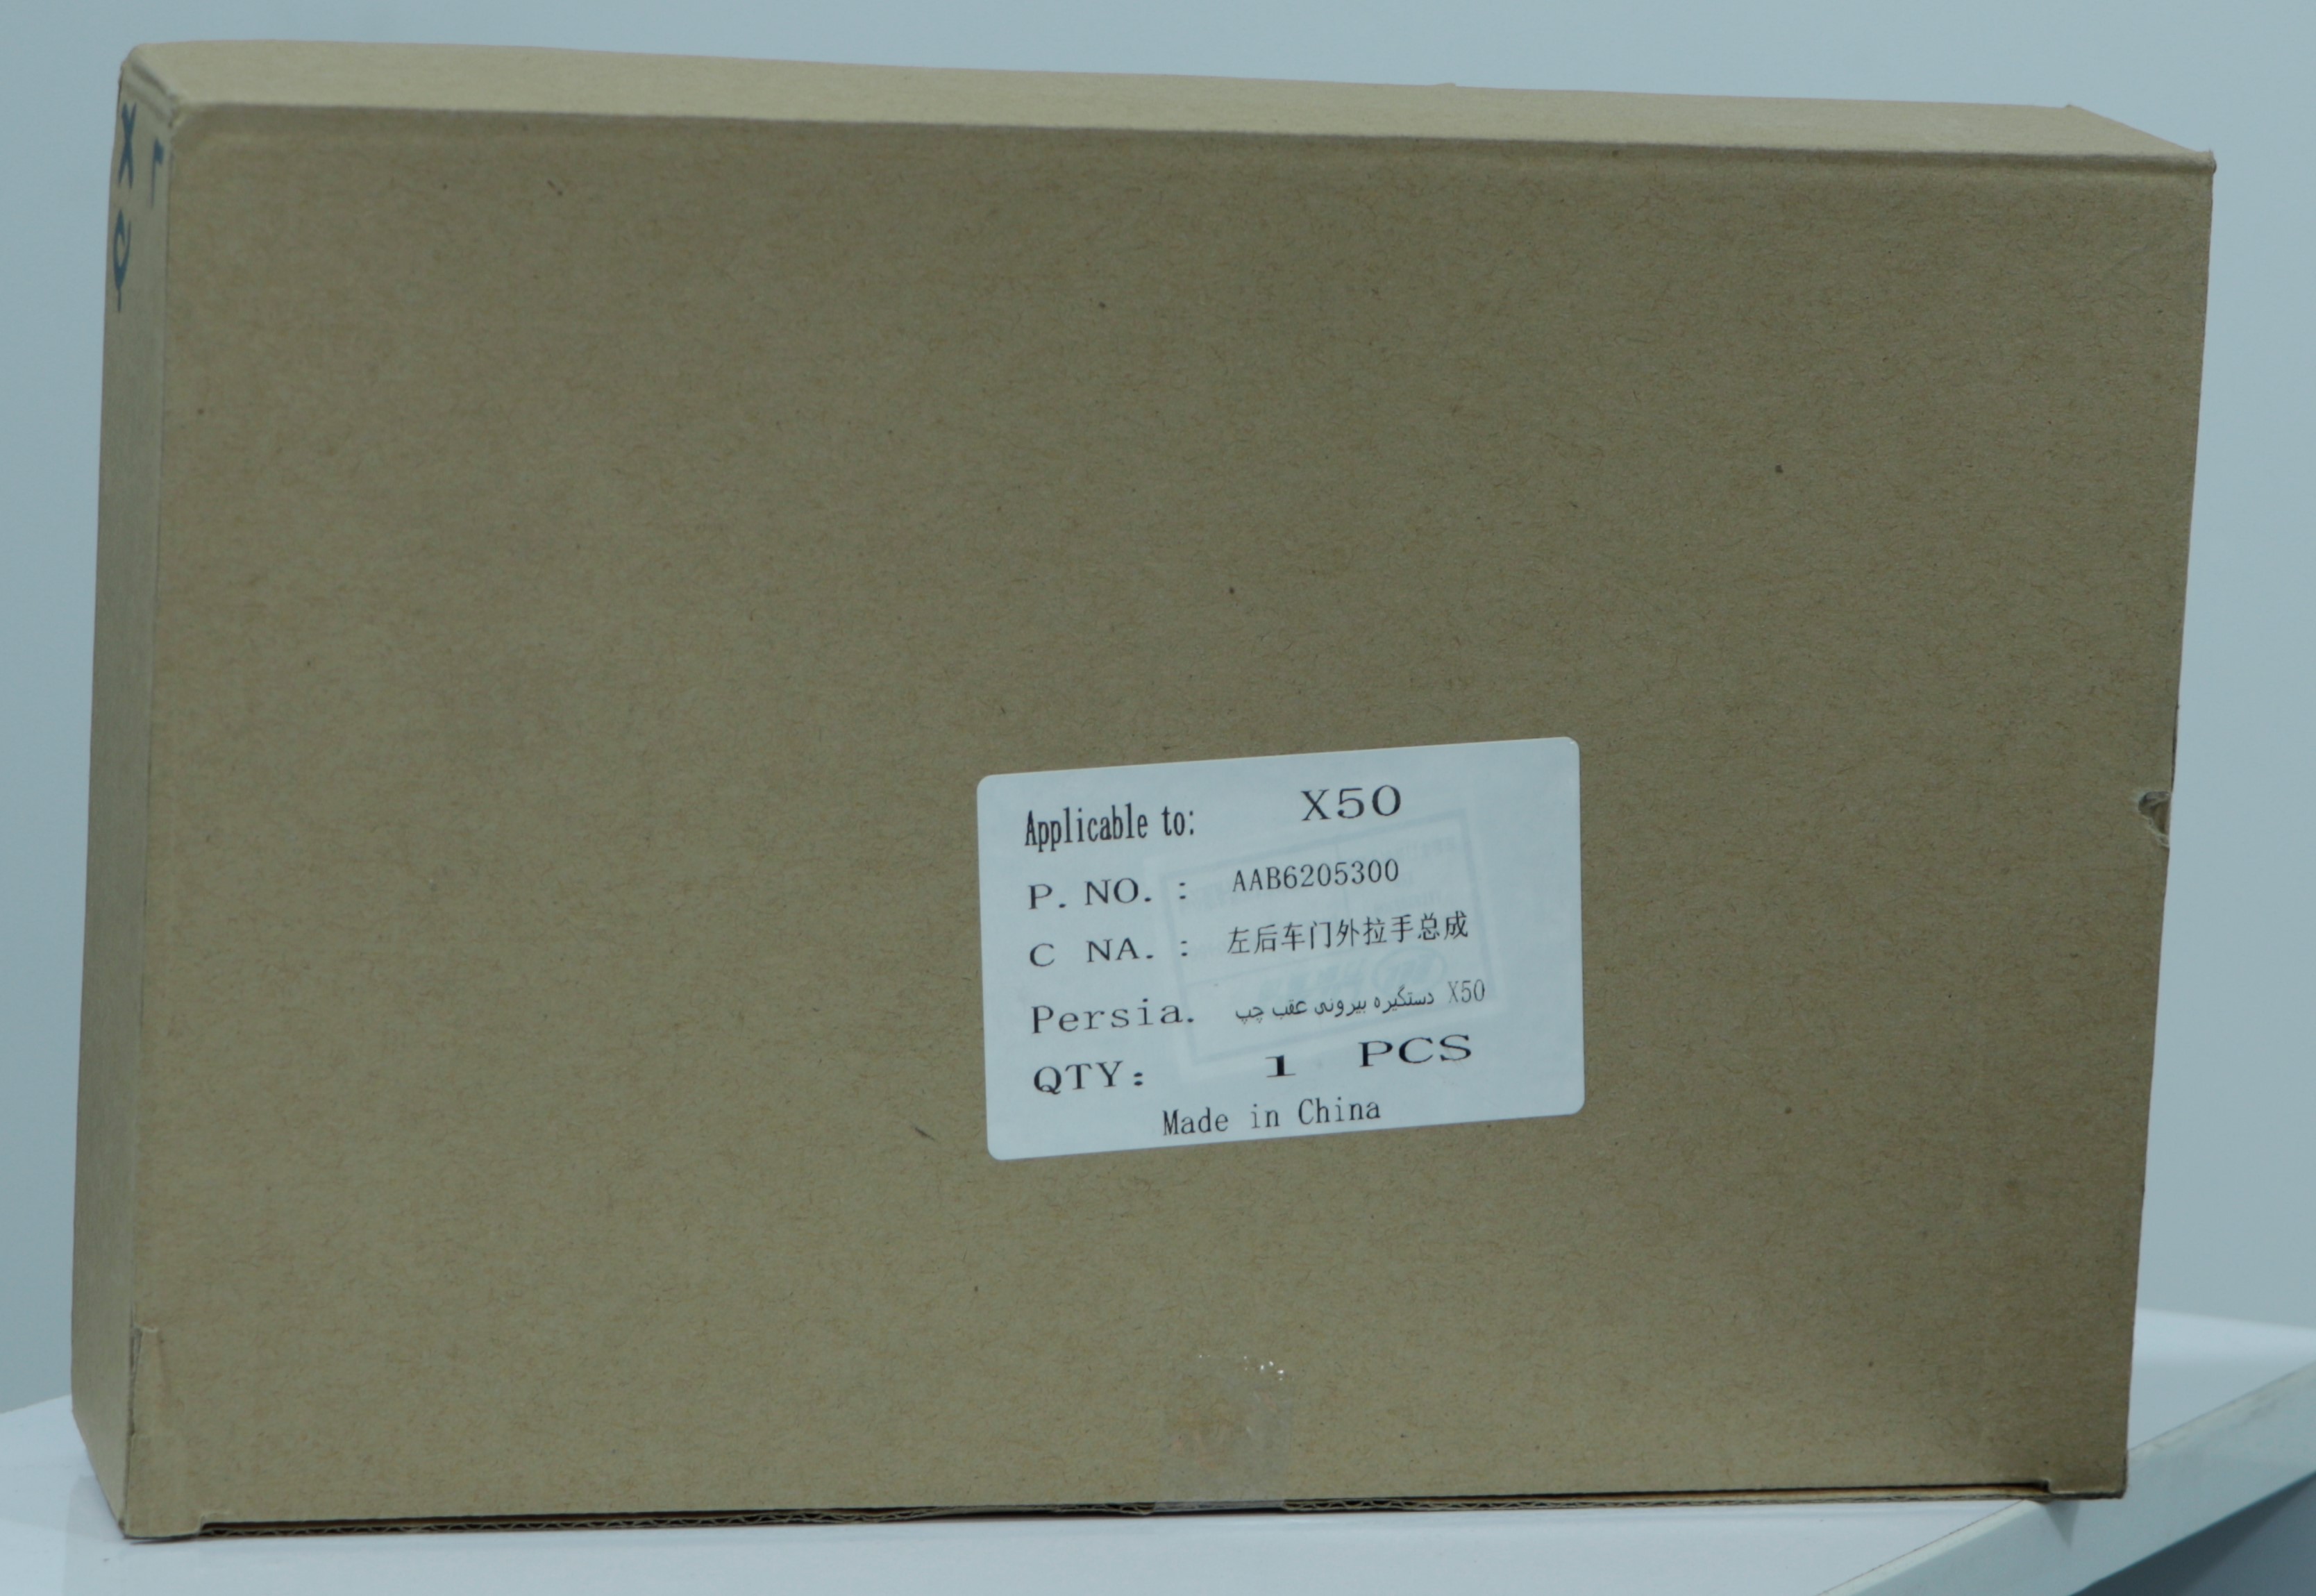 Applicable to: X50
P. NO. : AAB6205300
C NA. : 左后车门外拉手总成
Persia. دستگیره بیرونی عقب چپ X50
QTY: 1 PCS
Made in China